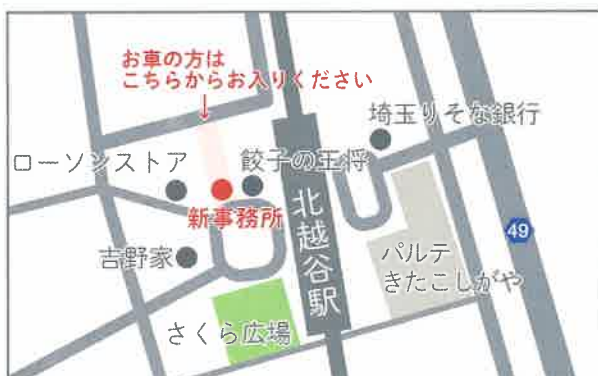 お車の方は
こちらからお入りください
↓
埼玉りそな銀行
ローソンストア
餃子の王将
新事務所
北越谷駅
49
吉野家
パルテ
きたこしがや
さくら広場